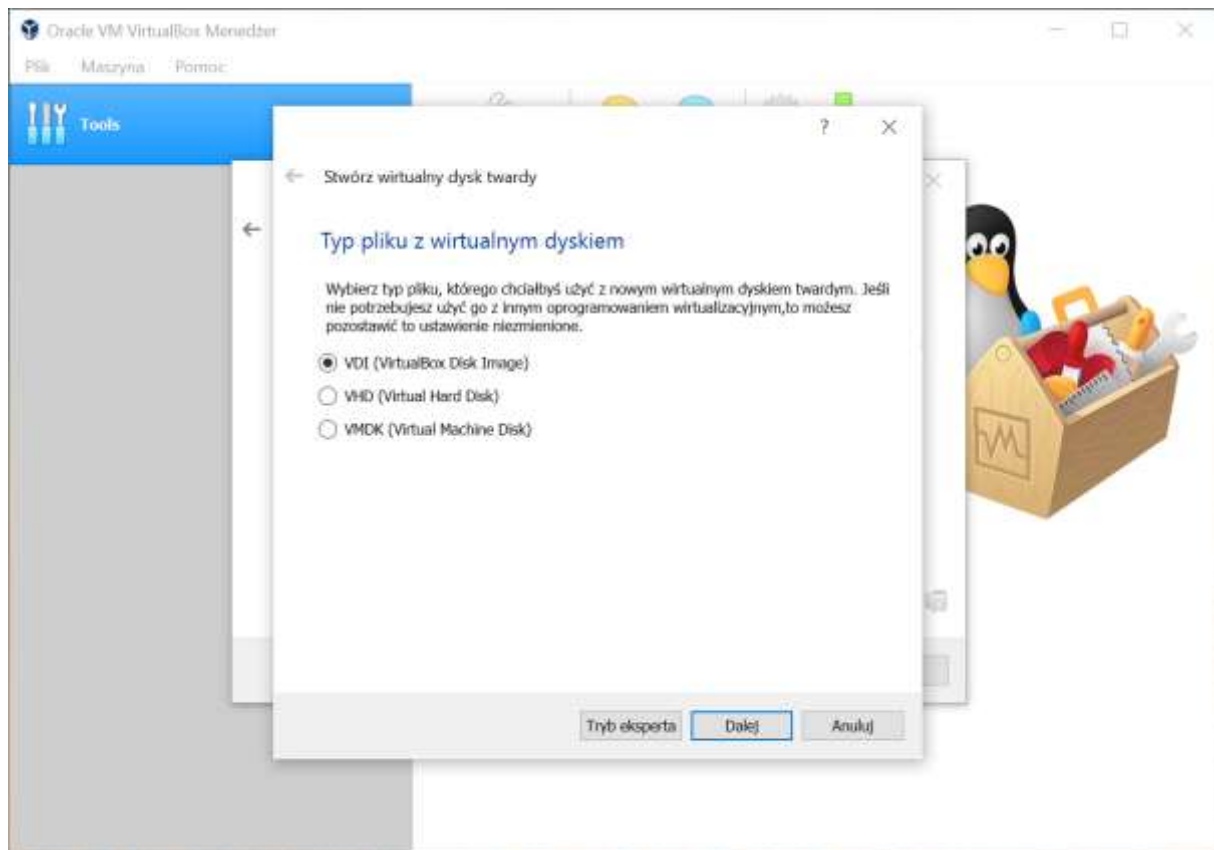 Oracle VM VirtualBox Menedżer
Plik Maszyna Pomoc
Tools
?
Stwórz wirtualny dysk twardy
Typ pliku z wirtualnym dyskiem
Wybierz typ pliku, którego chciałbyś użyć z nowym wirtualnym dyskiem twardym. Jeśli
nie potrzebujesz użyć go z innym oprogramowaniem wirtualizacyjnym,to możesz
pozostawić to ustawienie niezmienione.
VDI (VirtualBox Disk Image)
VHD (Virtual Hard Disk)
VMDK (Virtual Machine Disk)
Tryb eksperta Dalej Anuluj